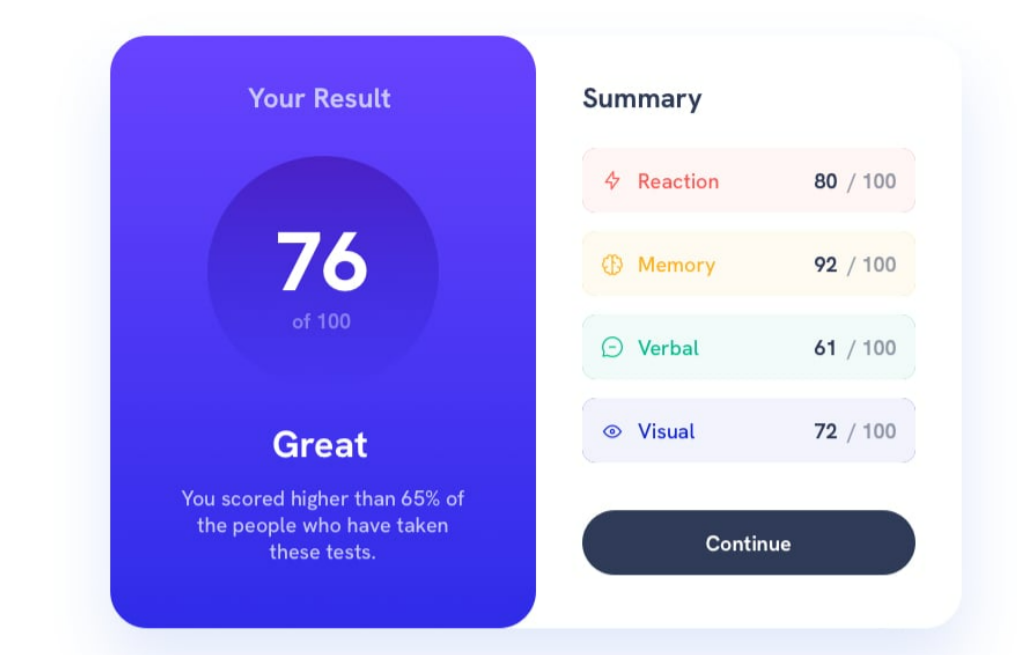 Your Result
76
of 100
Great
You scored higher than 65% of
the people who have taken
these tests.
Summary
Reaction 80 / 100
Memory 92 / 100
Verbal 61 / 100
Visual 72 / 100
Continue